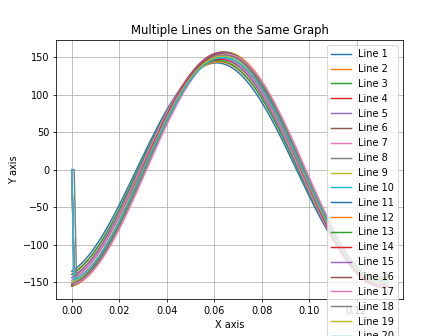 Multiple Lines on the Same Graph
Y axis
150
100
50
0
−50
−100
−150
0.00
0.02
0.04
0.06
0.08
0.10
X axis
Line 1
Line 2
Line 3
Line 4
Line 5
Line 6
Line 7
Line 8
Line 9
Line 10
Line 11
Line 12
Line 13
Line 14
Line 15
Line 16
Line 17
Line 18
Line 19
Line 20